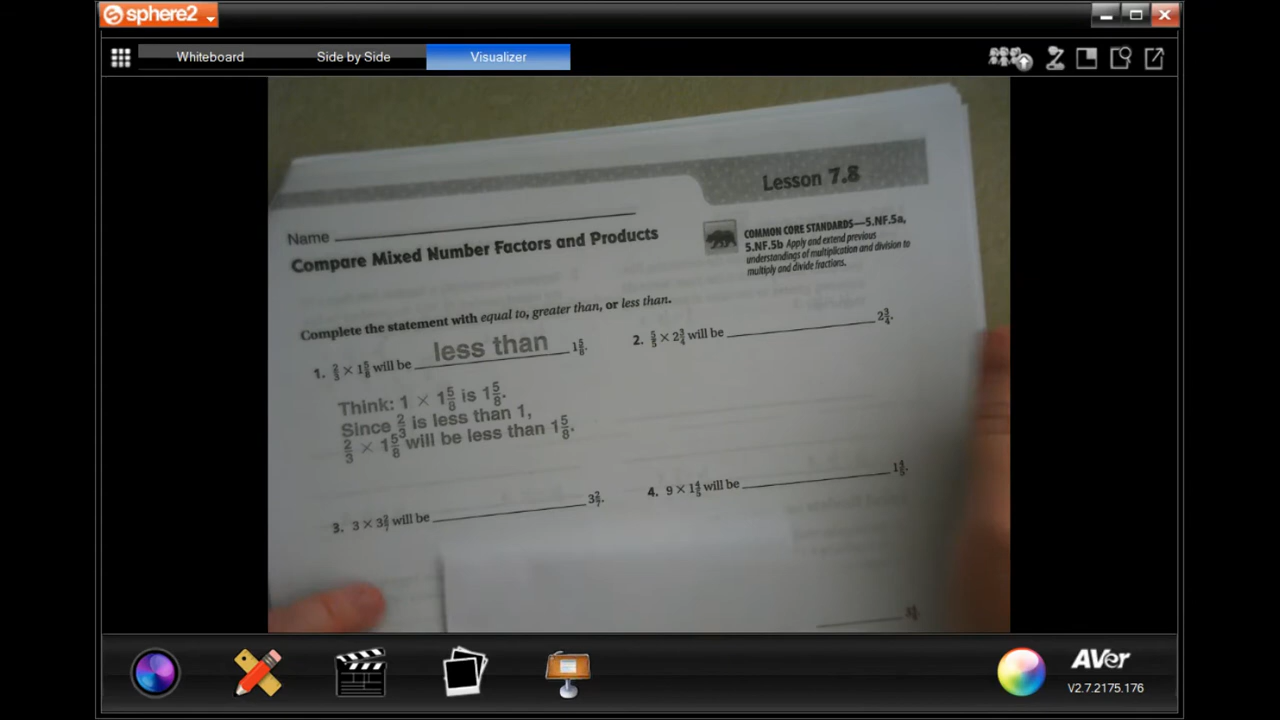 sphere2
Whiteboard Side by Side Visualizer
Lesson 7.8
Name
Compare Mixed Number Factors and Products
COMMON CORE STANDARDS—5.NF.5a,
5.NF.5b Apply and extend previous
understandings of multiplication and division to
multiply and divide fractions.
Complete the statement with equal to, greater than, or less than.
1. 2/3 × 1 5/8 will be less than 1 5/8.
Think: 1 × 1 5/8 is 1 5/8.
Since 2/3 is less than 1,
2/3 × 1 5/8 will be less than 1 5/8.
2. 5/5 × 2 3/4 will be ____ 2 3/4.
3. 3 × 3 2/7 will be ____ 3 2/7.
4. 9 × 1 4/5 will be ____ 1 4/5.
AVer
V2.7.2175.176